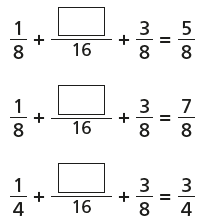 1/8 + □/16 + 3/8 = 5/8
1/8 + □/16 + 3/8 = 7/8
1/4 + □/16 + 3/8 = 3/4